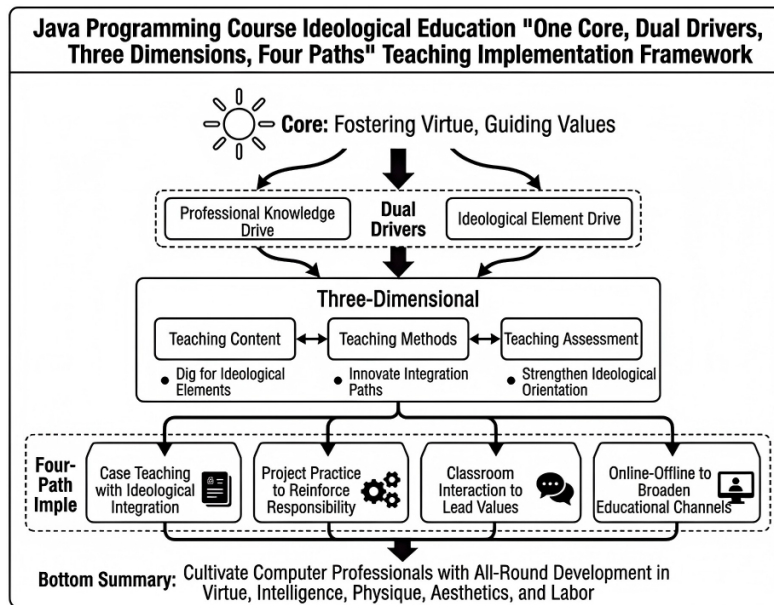 Java Programming Course Ideological Education "One Core, Dual Drivers,
Three Dimensions, Four Paths" Teaching Implementation Framework
Core: Fostering Virtue, Guiding Values
Professional Knowledge
Drive
Dual
Drivers
Ideological Element Drive
Three-Dimensional
Teaching Content
Teaching Methods
Teaching Assessment
Dig for Ideological
Elements
Innovate Integration
Paths
Strengthen Ideological
Orientation
Four-
Path
Imple
Case Teaching
with Ideological
Integration
Project Practice
to Reinforce
Responsibility
Classroom
Interaction to
Lead Values
Online-Offline to
Broaden
Educational Channels
Bottom Summary: Cultivate Computer Professionals with All-Round Development in
Virtue, Intelligence, Physique, Aesthetics, and Labor